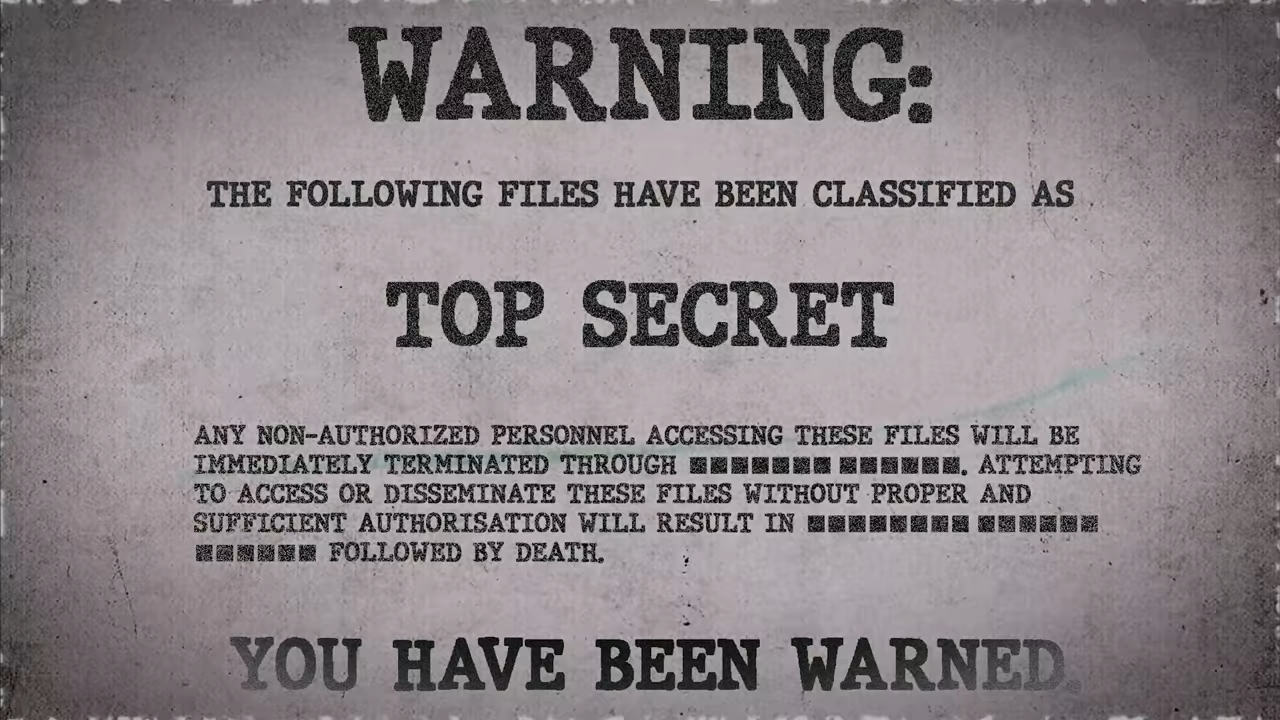 WARNING:
THE FOLLOWING FILES HAVE BEEN CLASSIFIED AS
TOP SECRET
ANY NON-AUTHORIZED PERSONNEL ACCESSING THESE FILES WILL BE
IMMEDIATELY TERMINATED THROUGH ■■■■■■■ ■■■■■■. ATTEMPTING
TO ACCESS OR DISSEMINATE THESE FILES WITHOUT PROPER AND
SUFFICIENT AUTHORISATION WILL RESULT IN ■■■■■■■■ ■■■■■■
■■■■■■ FOLLOWED BY DEATH.
YOU HAVE BEEN WARNED.